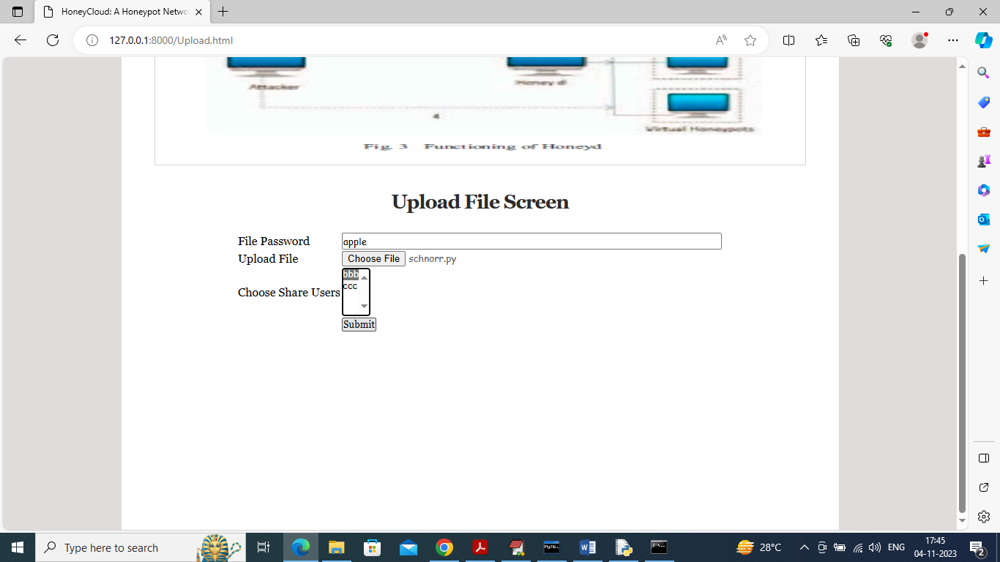 HoneyCloud: A Honeypot Netwo
127.0.0.1:8000/Upload.html
Attacker
Honey d
4
Virtual Honeypots
Fig. 3 Functioning of Honeyd
Upload File Screen
File Password apple
Upload File Choose File schnorr.py
bbb
ccc
Choose Share Users
Submit
Type here to search
MySQL
28°C
ENG
17:45
04-11-2023
2